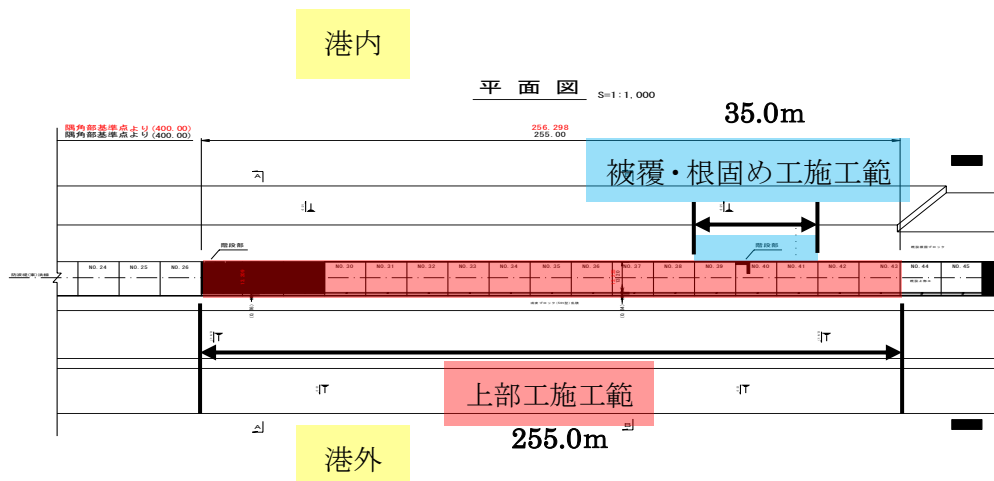 港内
平面図 S=1:1,000
35.0m
隅角部基準点より(400.00)
隅角部基準点より(400.00)
256.298
255.00
被覆・根固め工施工範
階段部
階段部
NO.24
NO.25
NO.26
NO.30
NO.31
NO.32
NO.33
NO.34
NO.35
NO.36
NO.37
NO.38
NO.39
NO.40
NO.41
NO.42
NO.43
NO.44
NO.45
上部工施工範
255.0m
港外